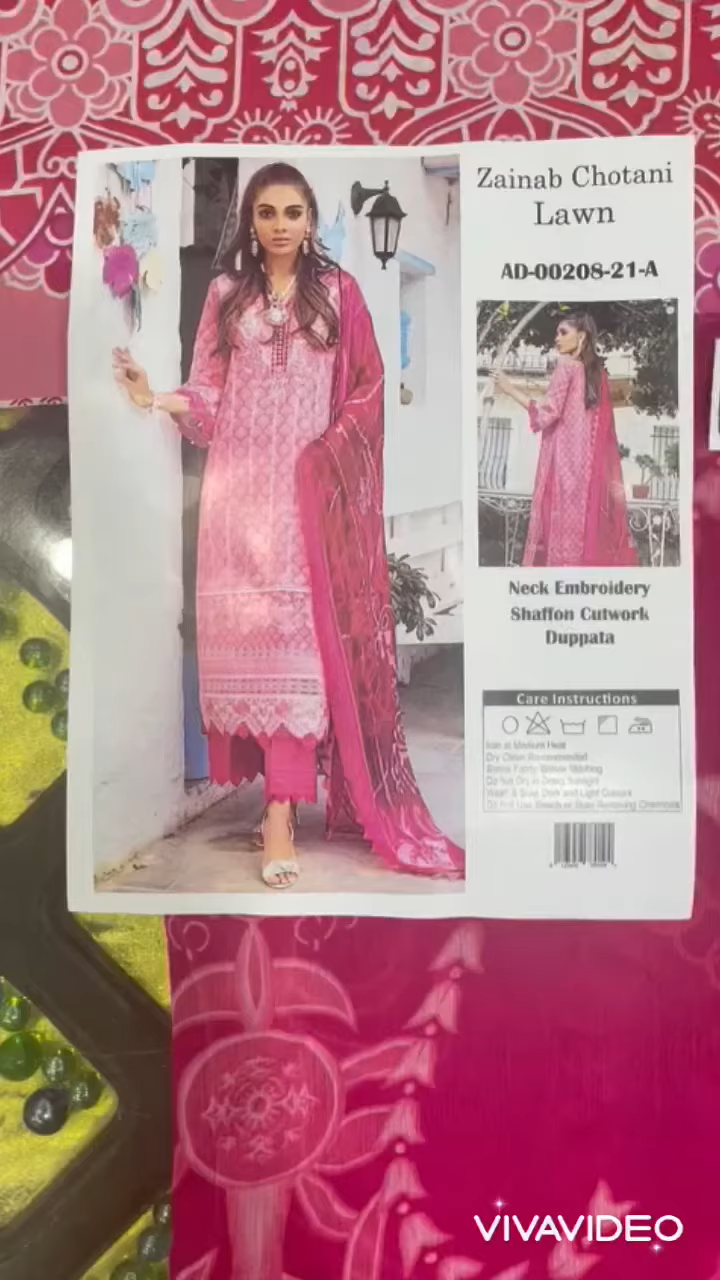 Zainab Chotani
Lawn
AD-00208-21-A
Neck Embroidery
Shaffon Cutwork
Duppata
Care Instructions
Iron at Medium Heat
Dry Clean Recommended
Do Not Dry in Direct Sunlight
VIVAVIDEO